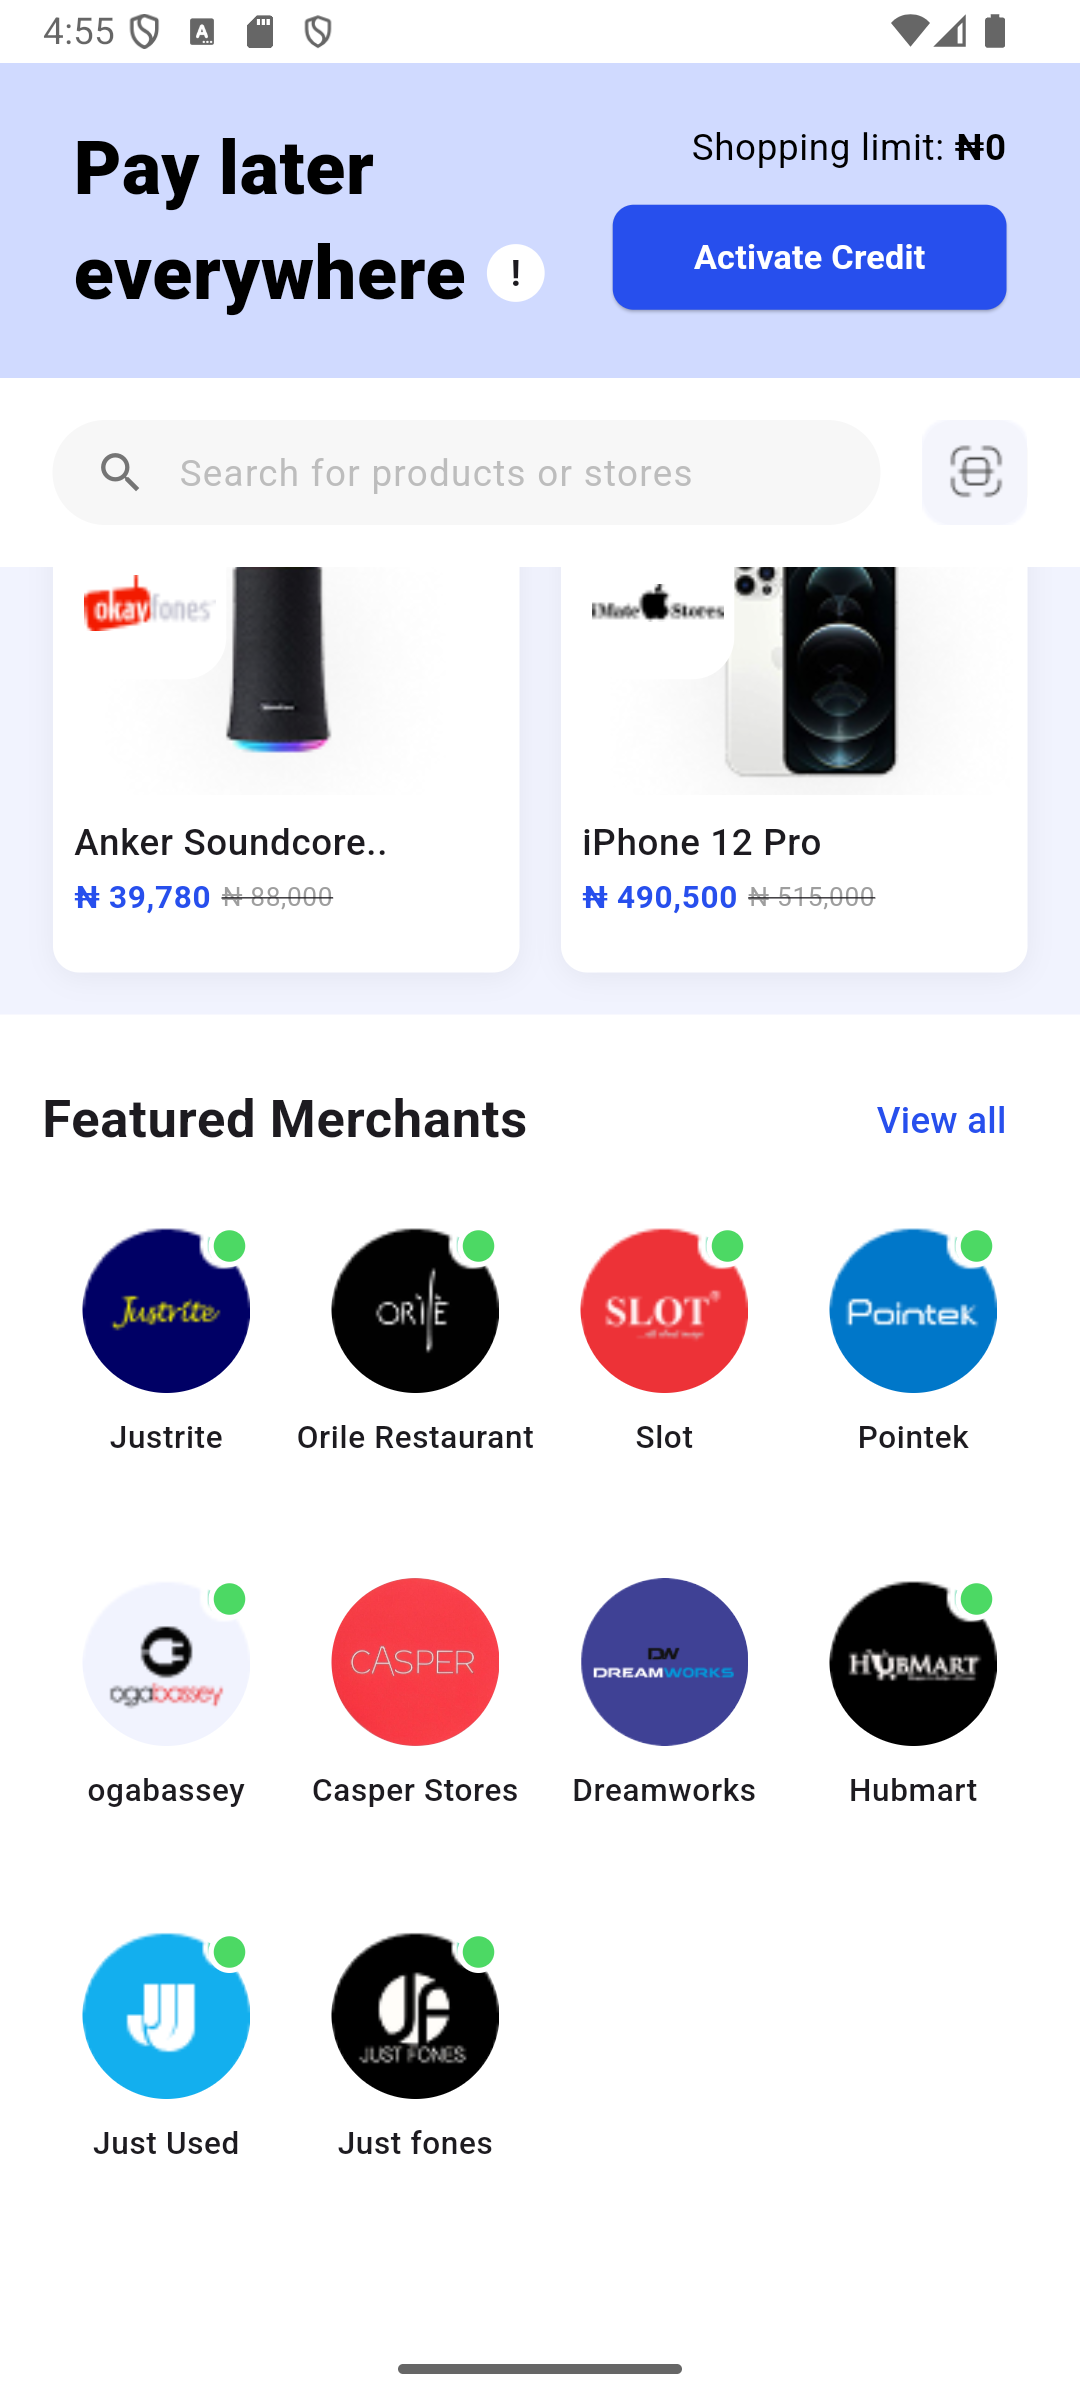 4:55
Pay later
everywhere !
Shopping limit: ₦0
Activate Credit
Search for products or stores
okayfones
iMate Stores
Anker Soundcore..
₦ 39,780 ₦ 88,000
iPhone 12 Pro
₦ 490,500 ₦ 515,000
Featured Merchants
View all
Justrite
ORILE
SLOT
Pointek
Justrite
Orile Restaurant
Slot
Pointek
ogabassey
CASPER
DW
DREAMWORKS
HUBMART
ogabassey
Casper Stores
Dreamworks
Hubmart
JUST FONES
Just Used
Just fones